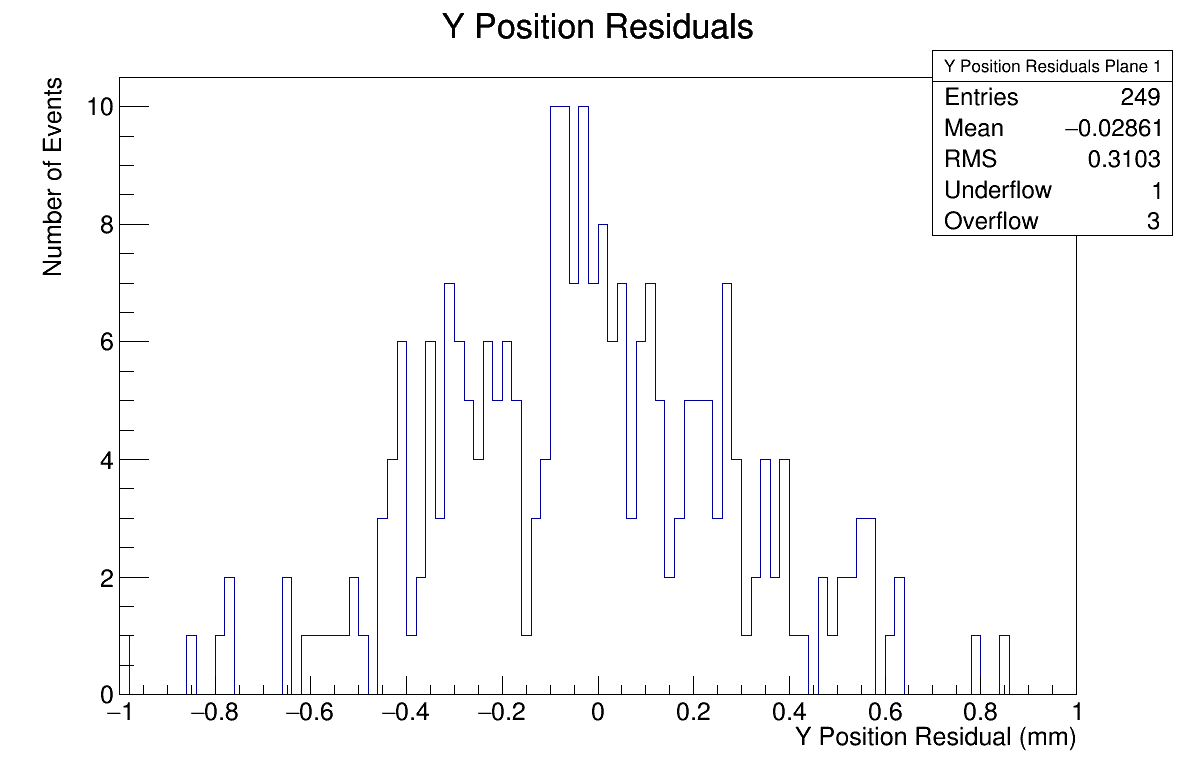 Y Position Residuals
Number of Events
Y Position Residuals Plane 1
Entries 249
Mean −0.02861
RMS 0.3103
Underflow 1
Overflow 3
10
8
6
4
2
0
−1 −0.8 −0.6 −0.4 −0.2 0 0.2 0.4 0.6 0.8 1
Y Position Residual (mm)